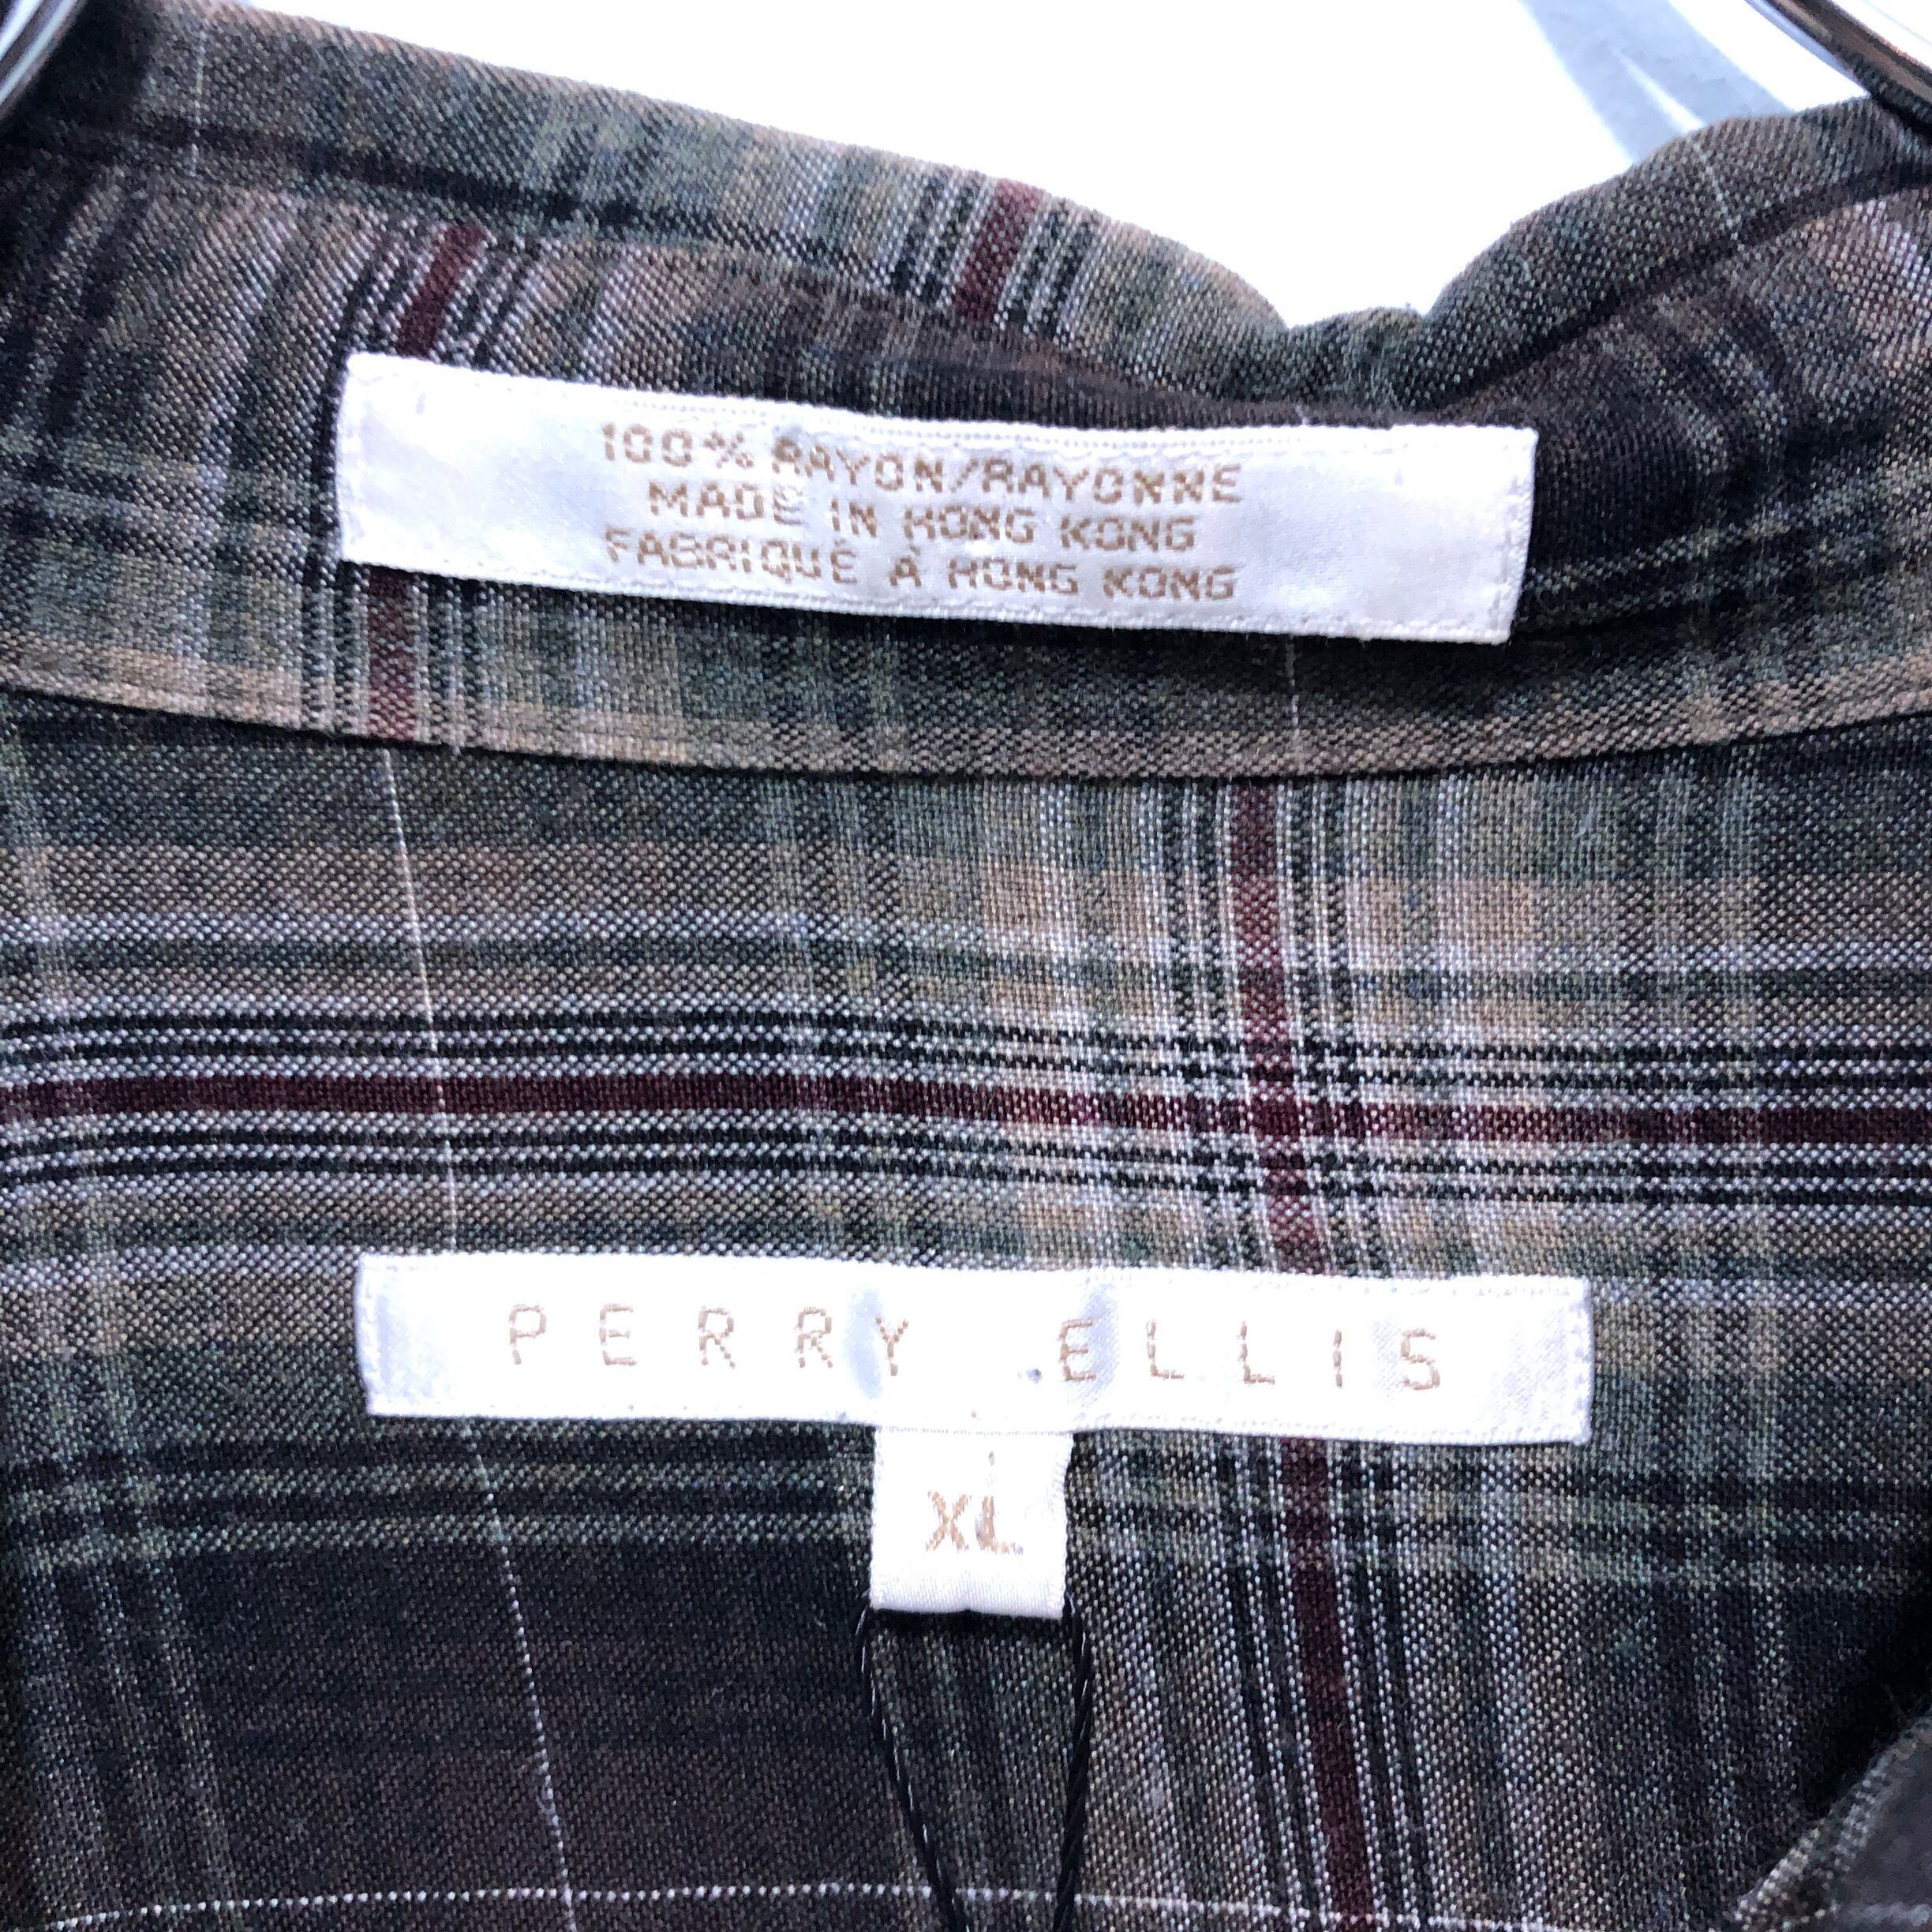 100% RAYON/RAYONNE
MADE IN HONG KONG
FABRIQUÉ À HONG KONG
PERRY ELLIS
XL